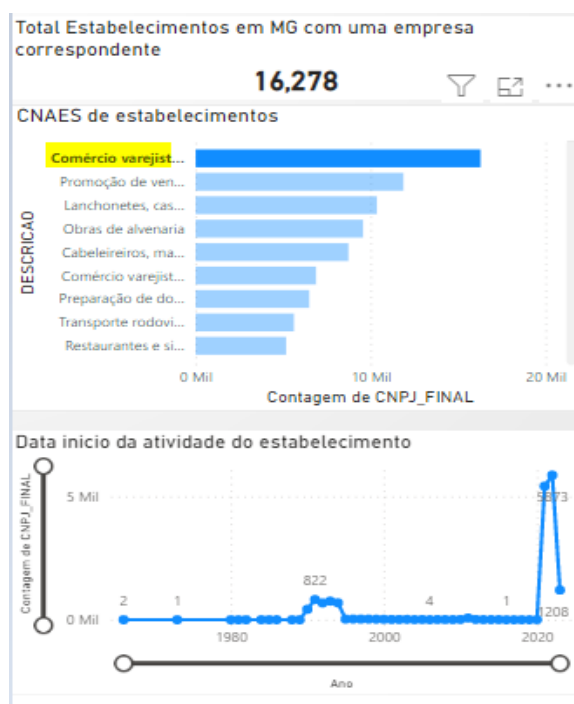 Total Estabelecimentos em MG com uma empresa
correspondente
16,278
CNAES de estabelecimentos
DESCRICAO
Comércio varejist...
Promoção de ven...
Lanchonetes, cas...
Obras de alvenaria
Cabeleireiros, ma...
Comércio varejist...
Preparação de do...
Transporte rodovi...
Restaurantes e si...
0 Mil 10 Mil 20 Mil
Contagem de CNPJ_FINAL
Data inicio da atividade do estabelecimento
Contagem de CNPJ_FINAL
5 Mil
5873
822
2 1 4 1
1208
0 Mil
1980 2000 2020
Ano